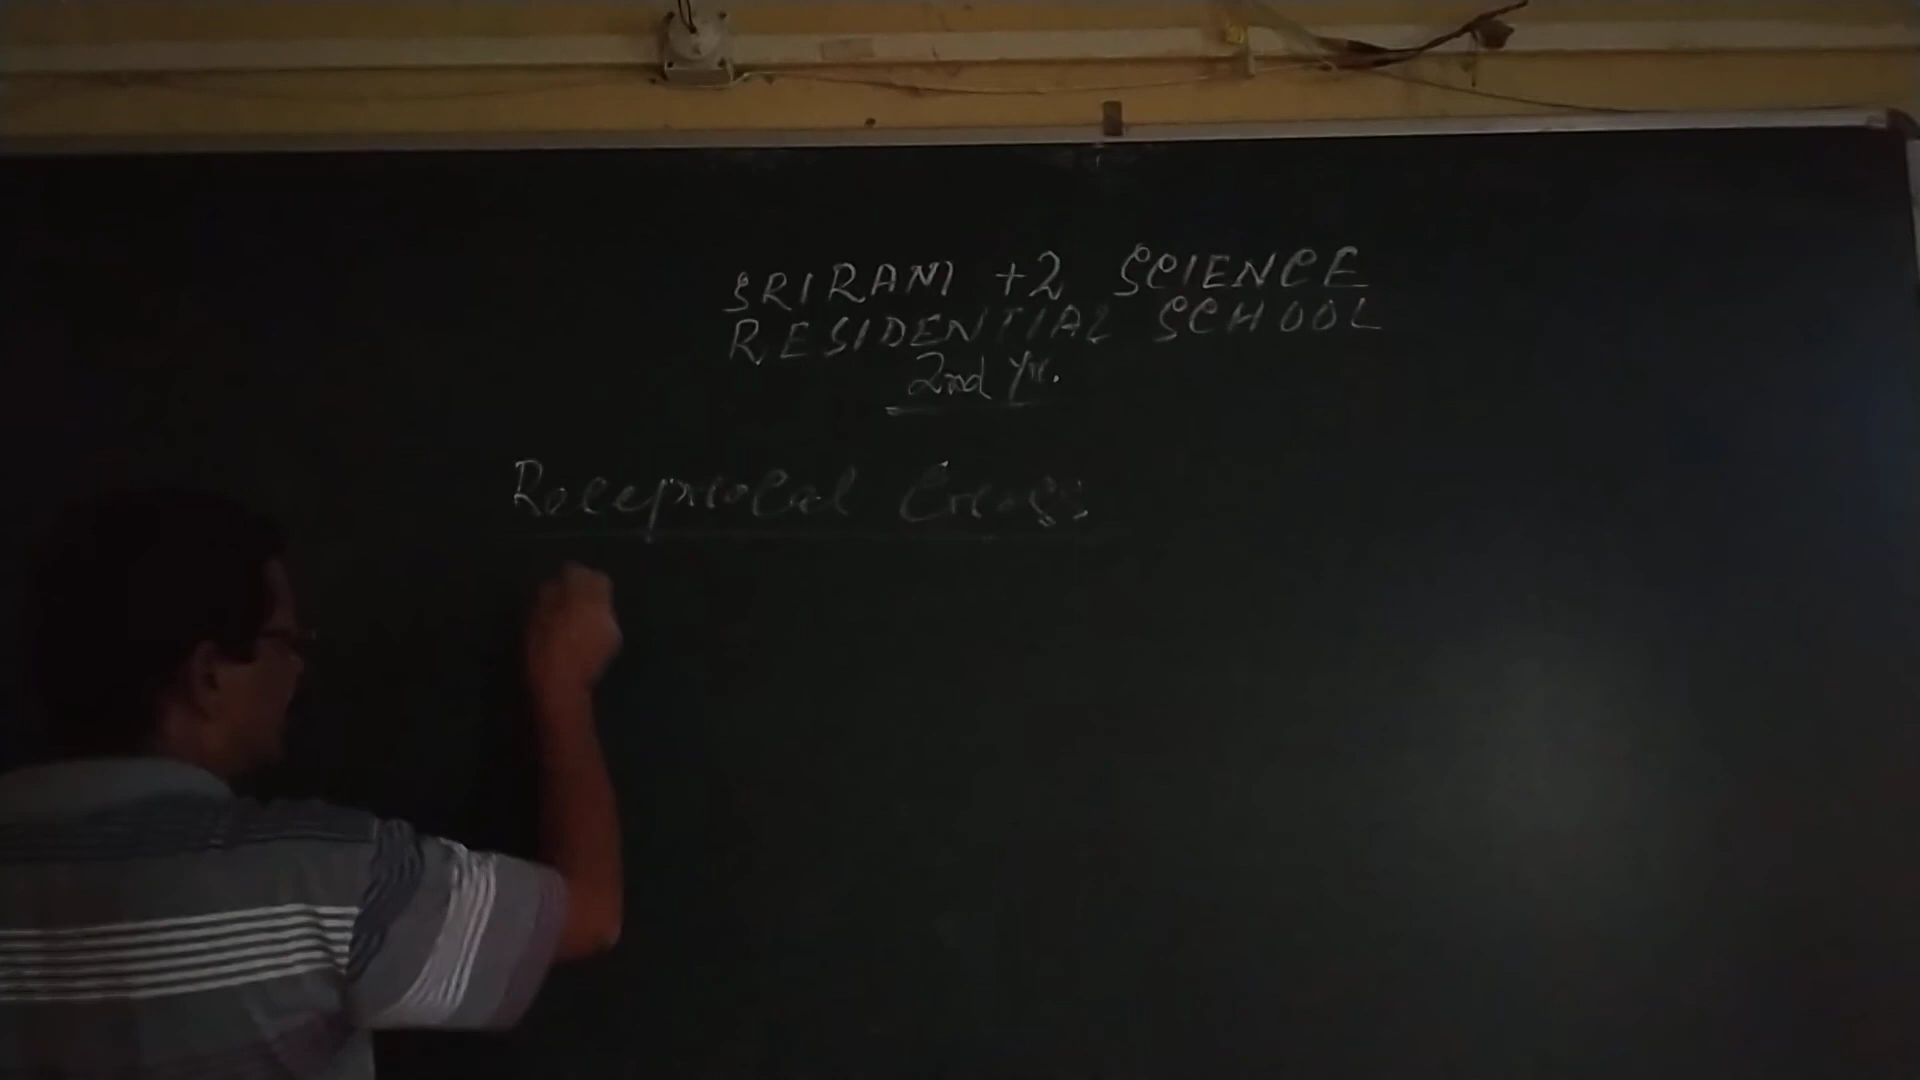 SRIRAM +2 SCIENCE
RESIDENTIAL SCHOOL
2nd Yr.
Reciprocal Cross.